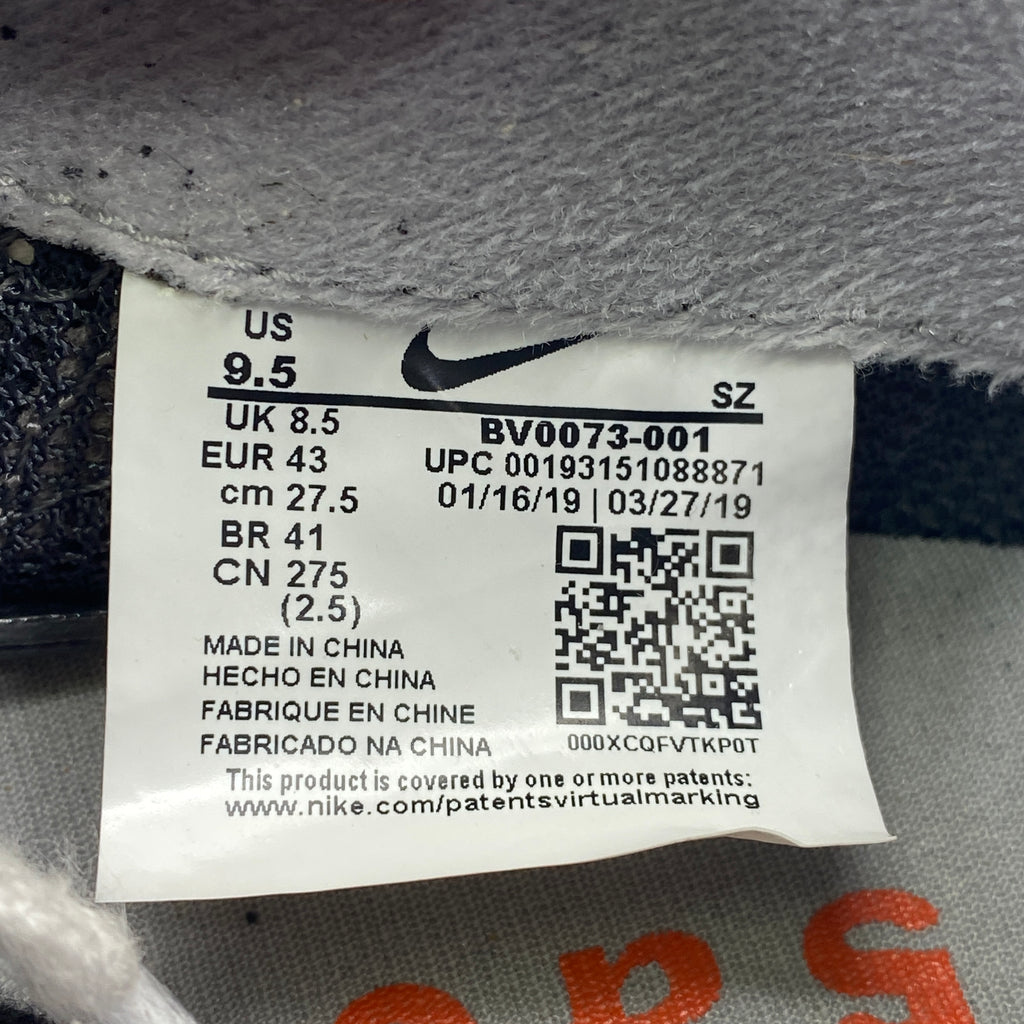 US
9.5
SZ
UK 8.5
BV0073-001
EUR 43
UPC 00193151088871
cm 27.5
01/16/19 | 03/27/19
BR 41
CN 275
(2.5)
MADE IN CHINA
HECHO EN CHINA
FABRIQUE EN CHINE
FABRICADO NA CHINA
000XCQFVTKP0T
This product is covered by one or more patents:
www.nike.com/patentsvirtualmarking